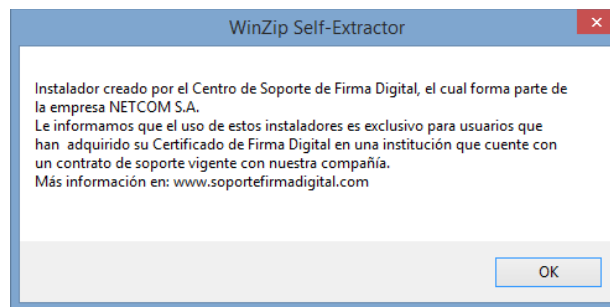 WinZip Self-Extractor
Instalador creado por el Centro de Soporte de Firma Digital, el cual forma parte de
la empresa NETCOM S.A.
Le informamos que el uso de estos instaladores es exclusivo para usuarios que
han  adquirido su Certificado de Firma Digital en una institución que cuente con
un contrato de soporte vigente con nuestra compañía.
Más información en: www.soportefirmadigital.com
OK